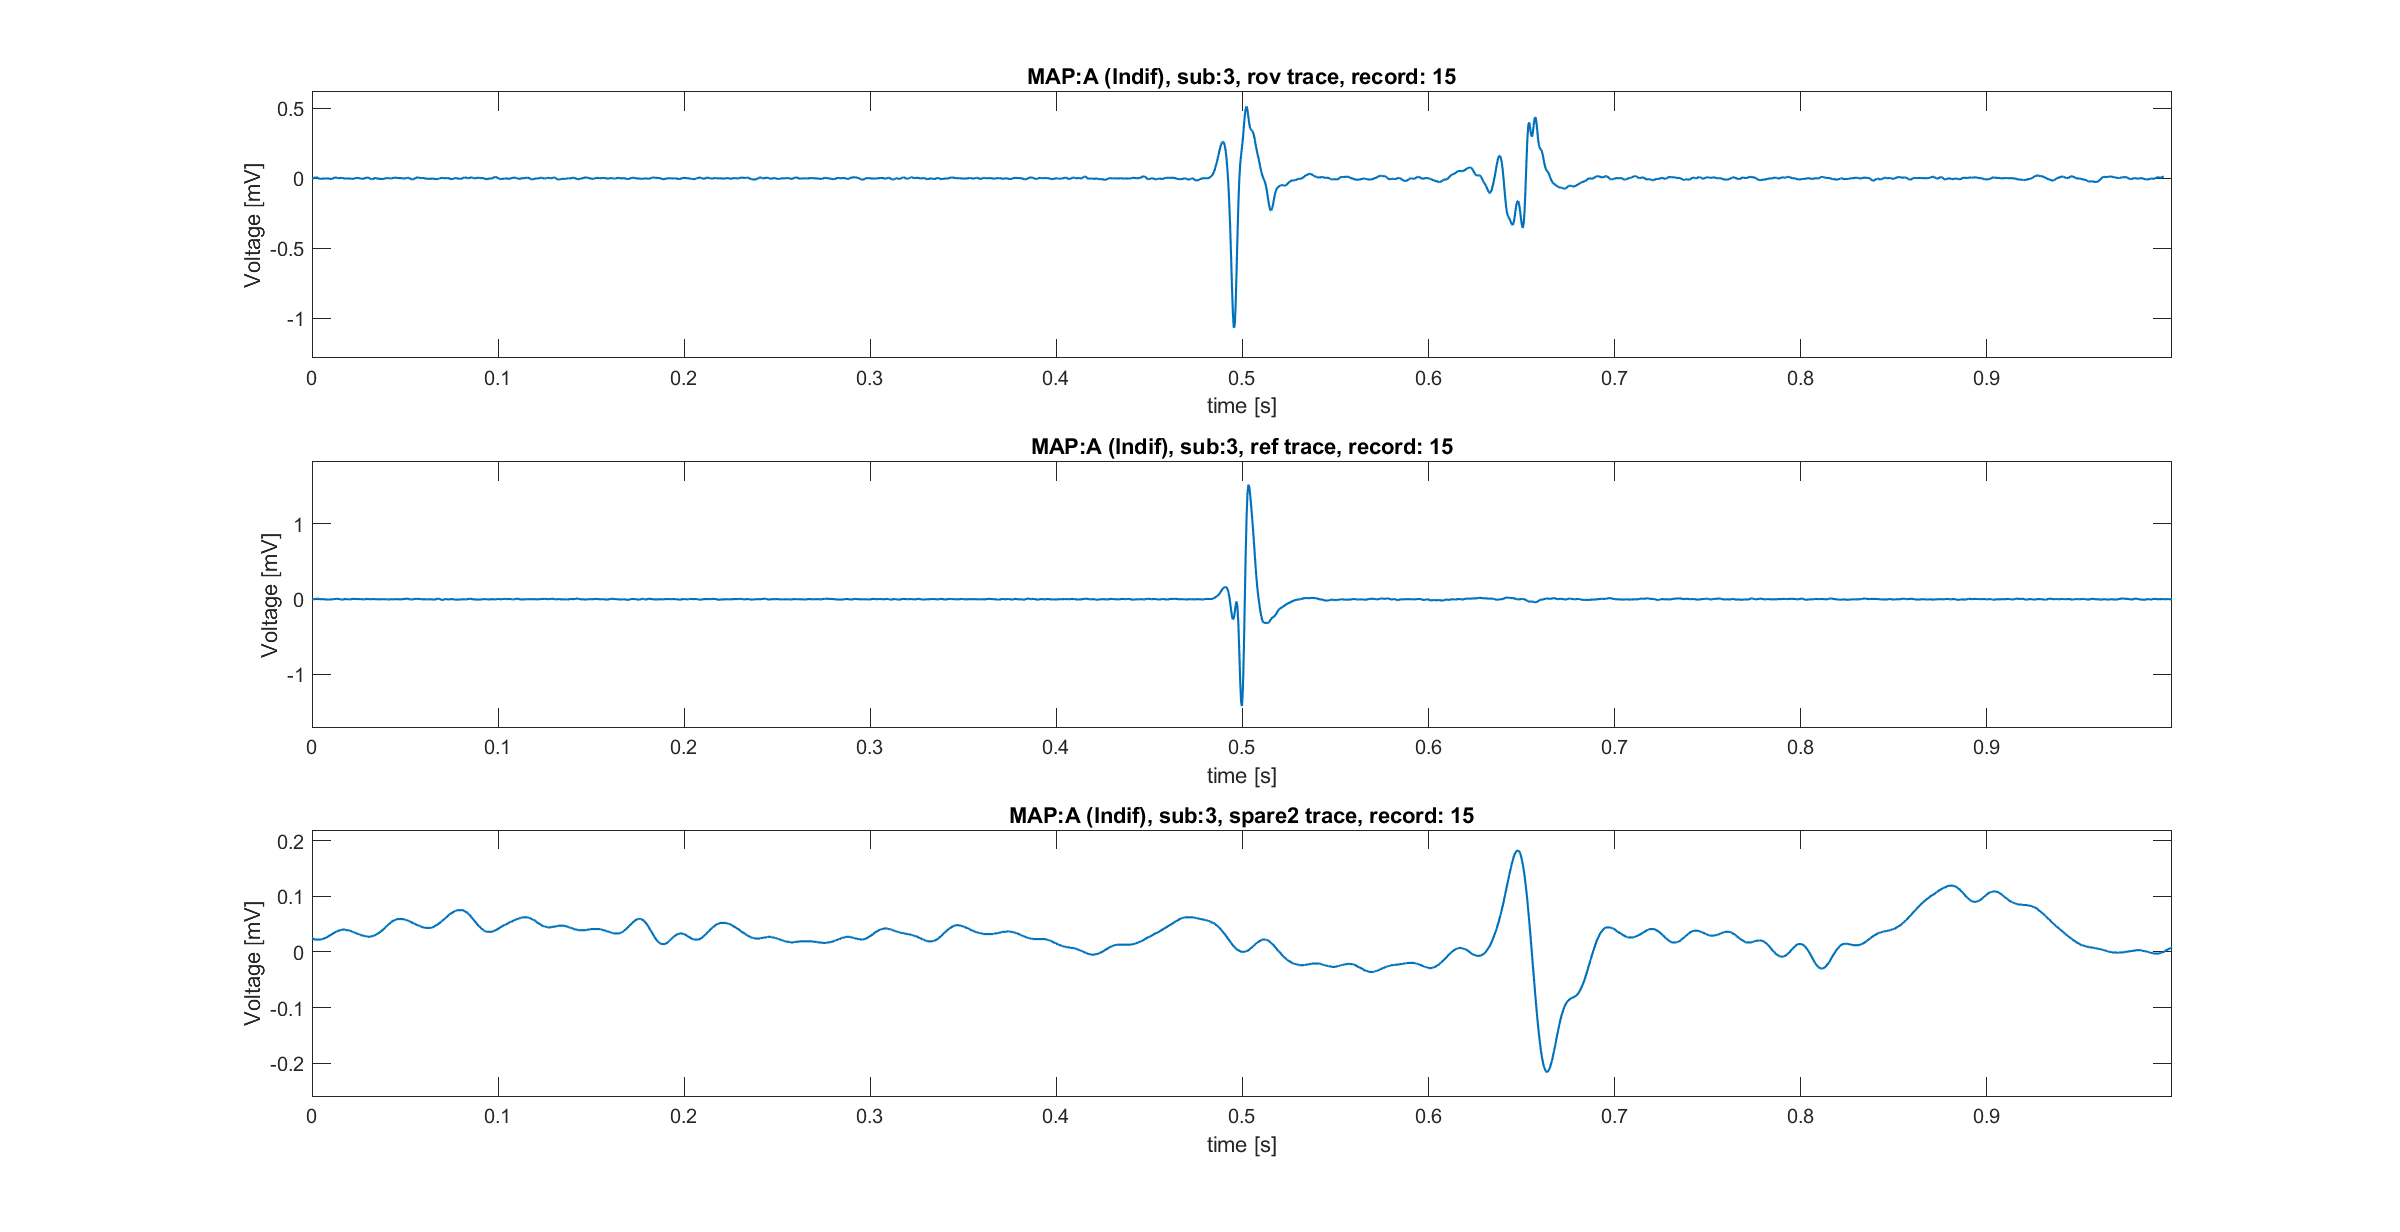 MAP:A (Indif), sub:3, rov trace, record: 15
0.5
0
-0.5
-1
Voltage [mV]
0 0.1 0.2 0.3 0.4 0.5 0.6 0.7 0.8 0.9
time [s]
MAP:A (Indif), sub:3, ref trace, record: 15
1
0
-1
Voltage [mV]
0 0.1 0.2 0.3 0.4 0.5 0.6 0.7 0.8 0.9
time [s]
MAP:A (Indif), sub:3, spare2 trace, record: 15
0.2
0.1
0
-0.1
-0.2
Voltage [mV]
0 0.1 0.2 0.3 0.4 0.5 0.6 0.7 0.8 0.9
time [s]